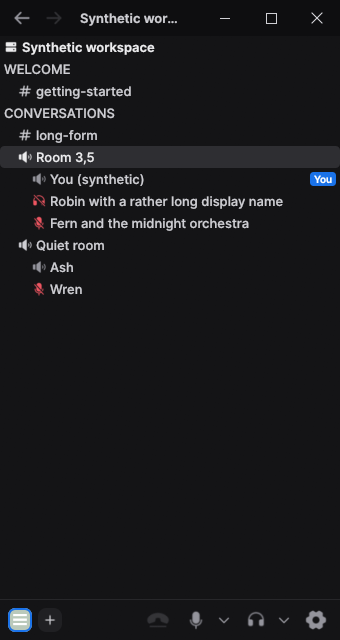 Synthetic wor...
Synthetic workspace
WELCOME
# getting-started
CONVERSATIONS
# long-form
Room 3,5
You (synthetic) You
Robin with a rather long display name
Fern and the midnight orchestra
Quiet room
Ash
Wren